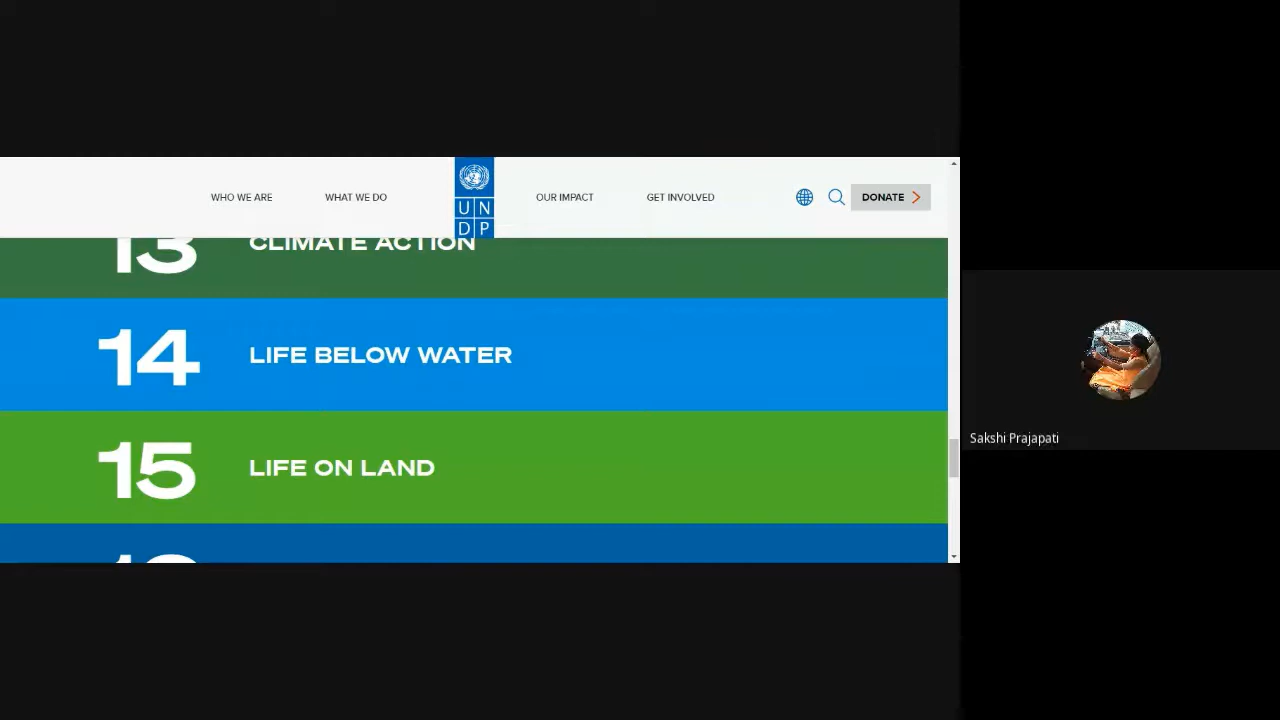 WHO WE ARE
WHAT WE DO
U N
D P
OUR IMPACT
GET INVOLVED
DONATE
13
CLIMATE ACTION
14
LIFE BELOW WATER
15
LIFE ON LAND
Sakshi Prajapati